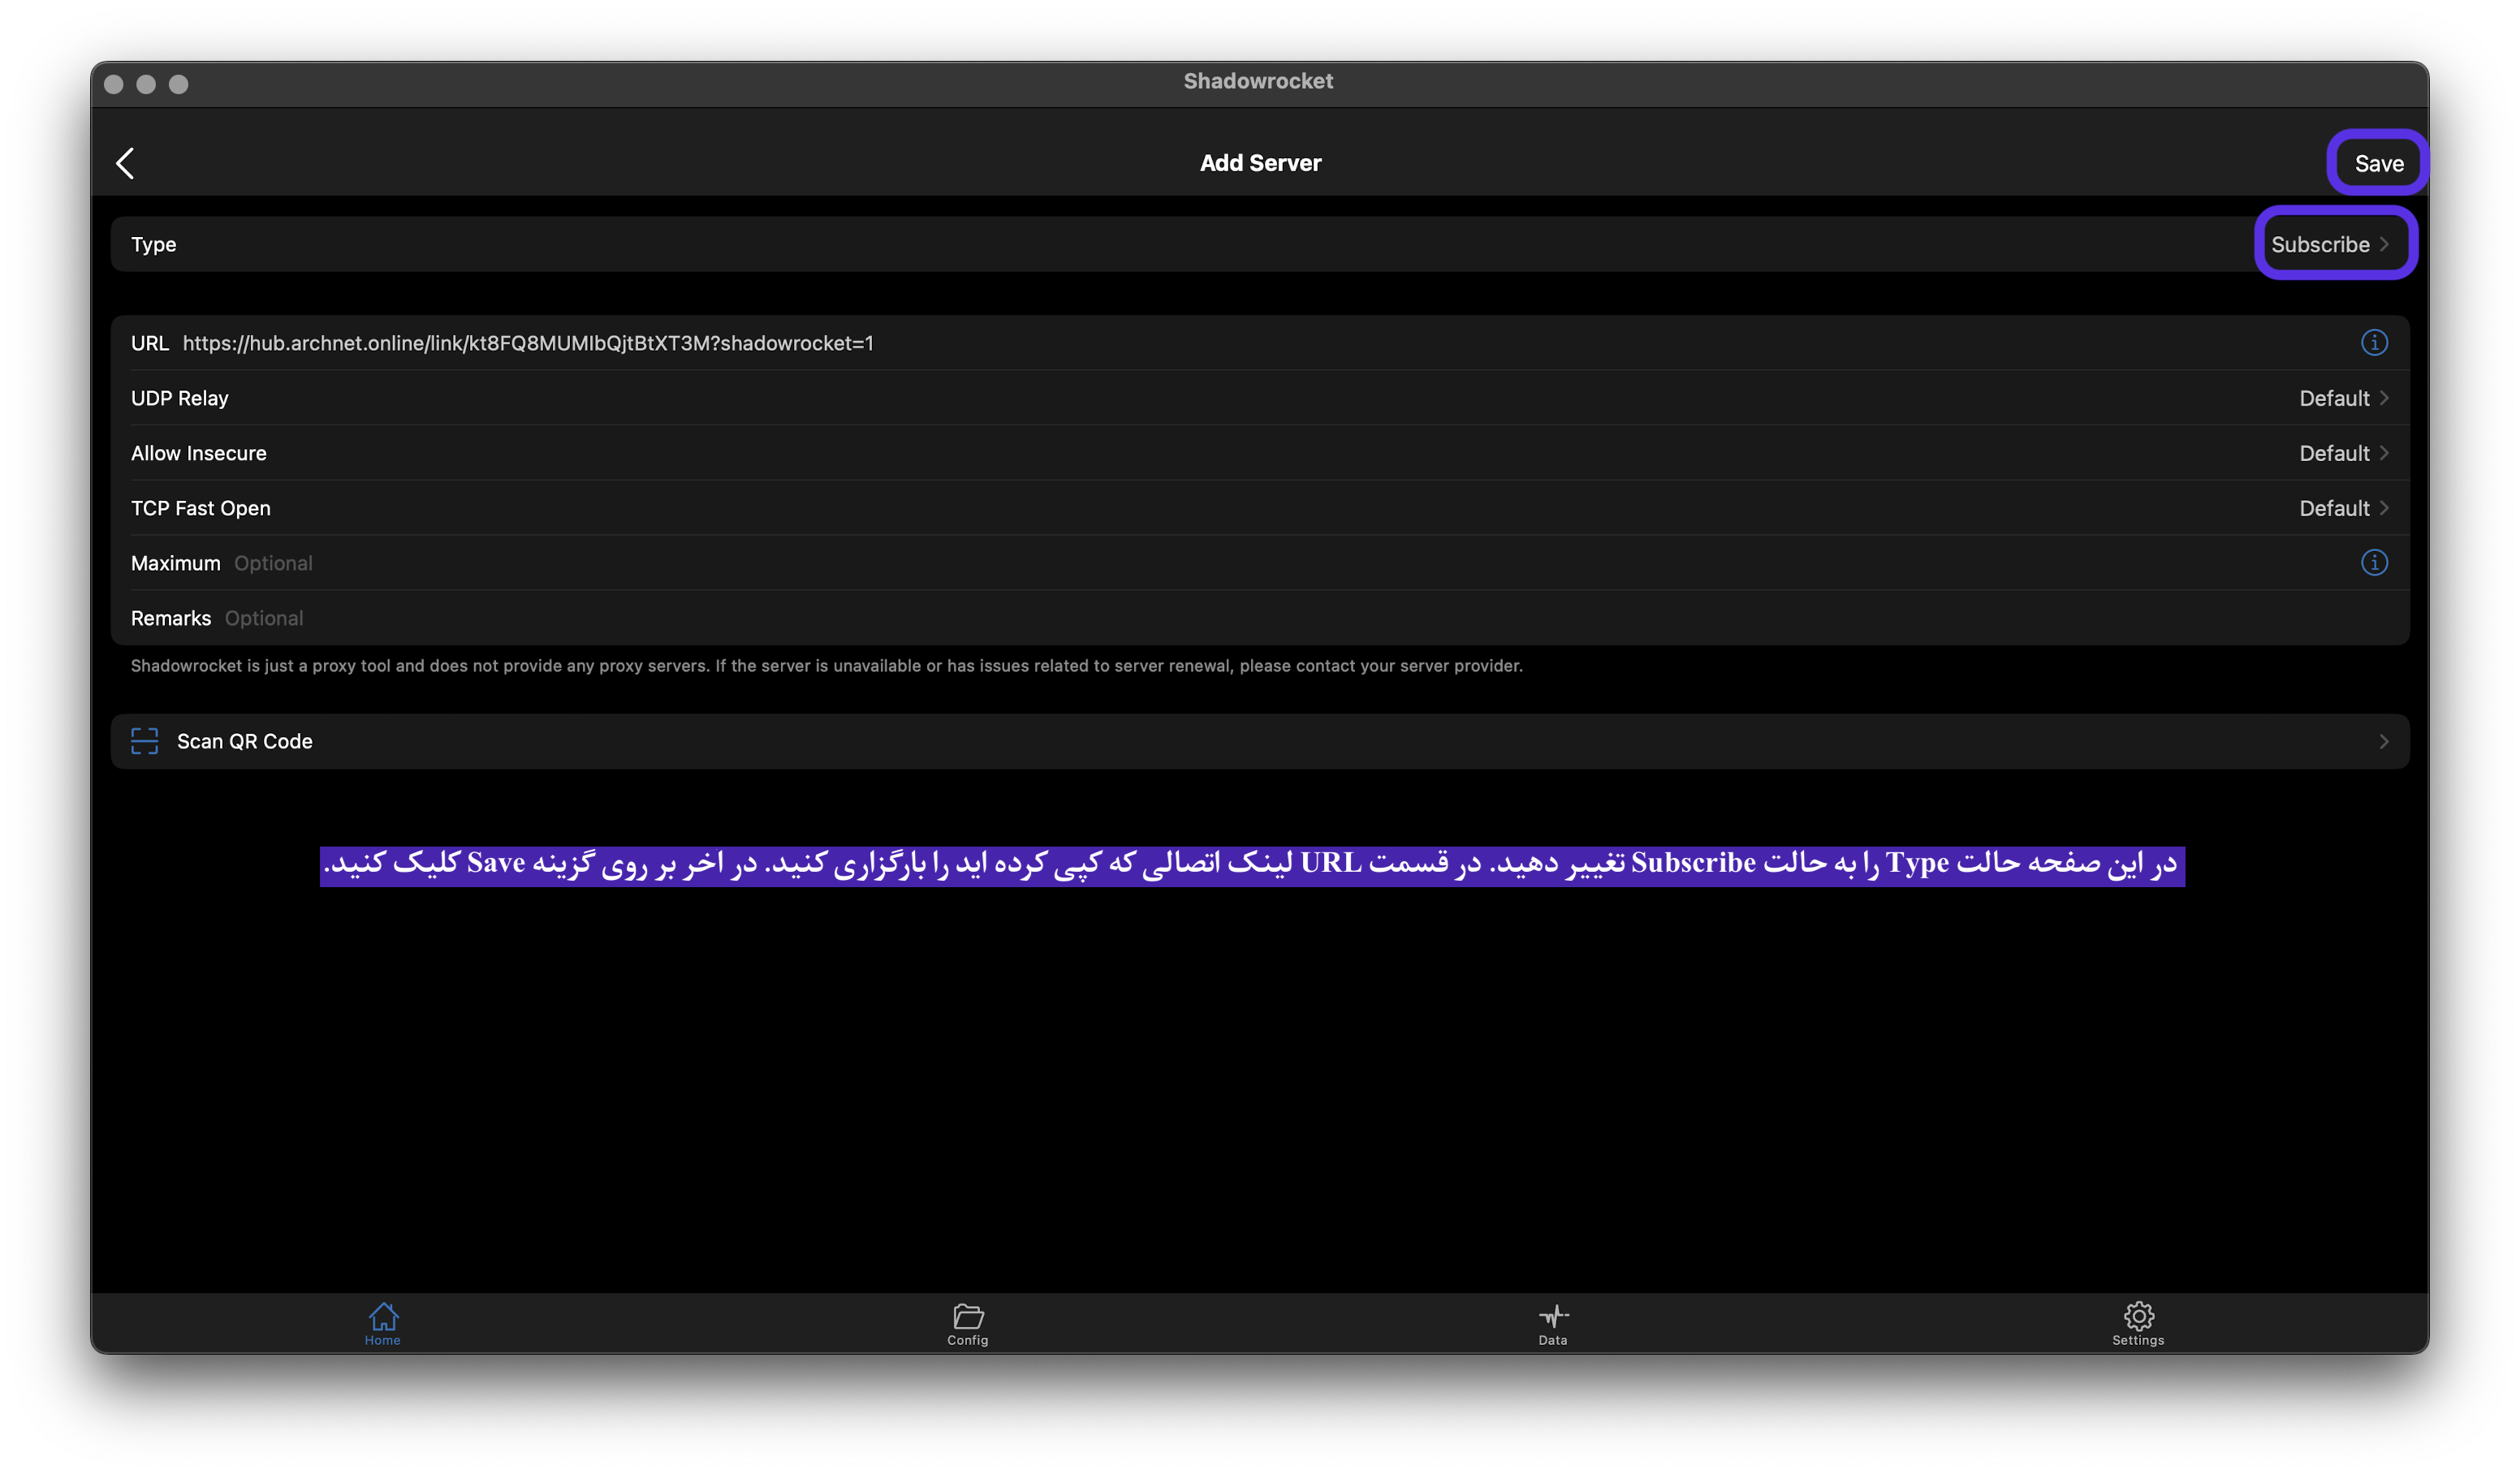 Shadowrocket
Add Server
Save
Type Subscribe
URL https://hub.archnet.online/link/kt8FQ8MUMIbQjtBtXT3M?shadowrocket=1
UDP Relay Default
Allow Insecure Default
TCP Fast Open Default
Maximum Optional
Remarks Optional
Shadowrocket is just a proxy tool and does not provide any proxy servers. If the server is unavailable or has issues related to server renewal, please contact your server provider.
Scan QR Code
در این صفحه حالت Type را به حالت Subscribe تغییر دهید. در قسمت URL لینک اتصالی که کپی کرده اید را بارگزاری کنید. در اخر بر روی گزینه Save کلیک کنید.
Home Config Data Settings